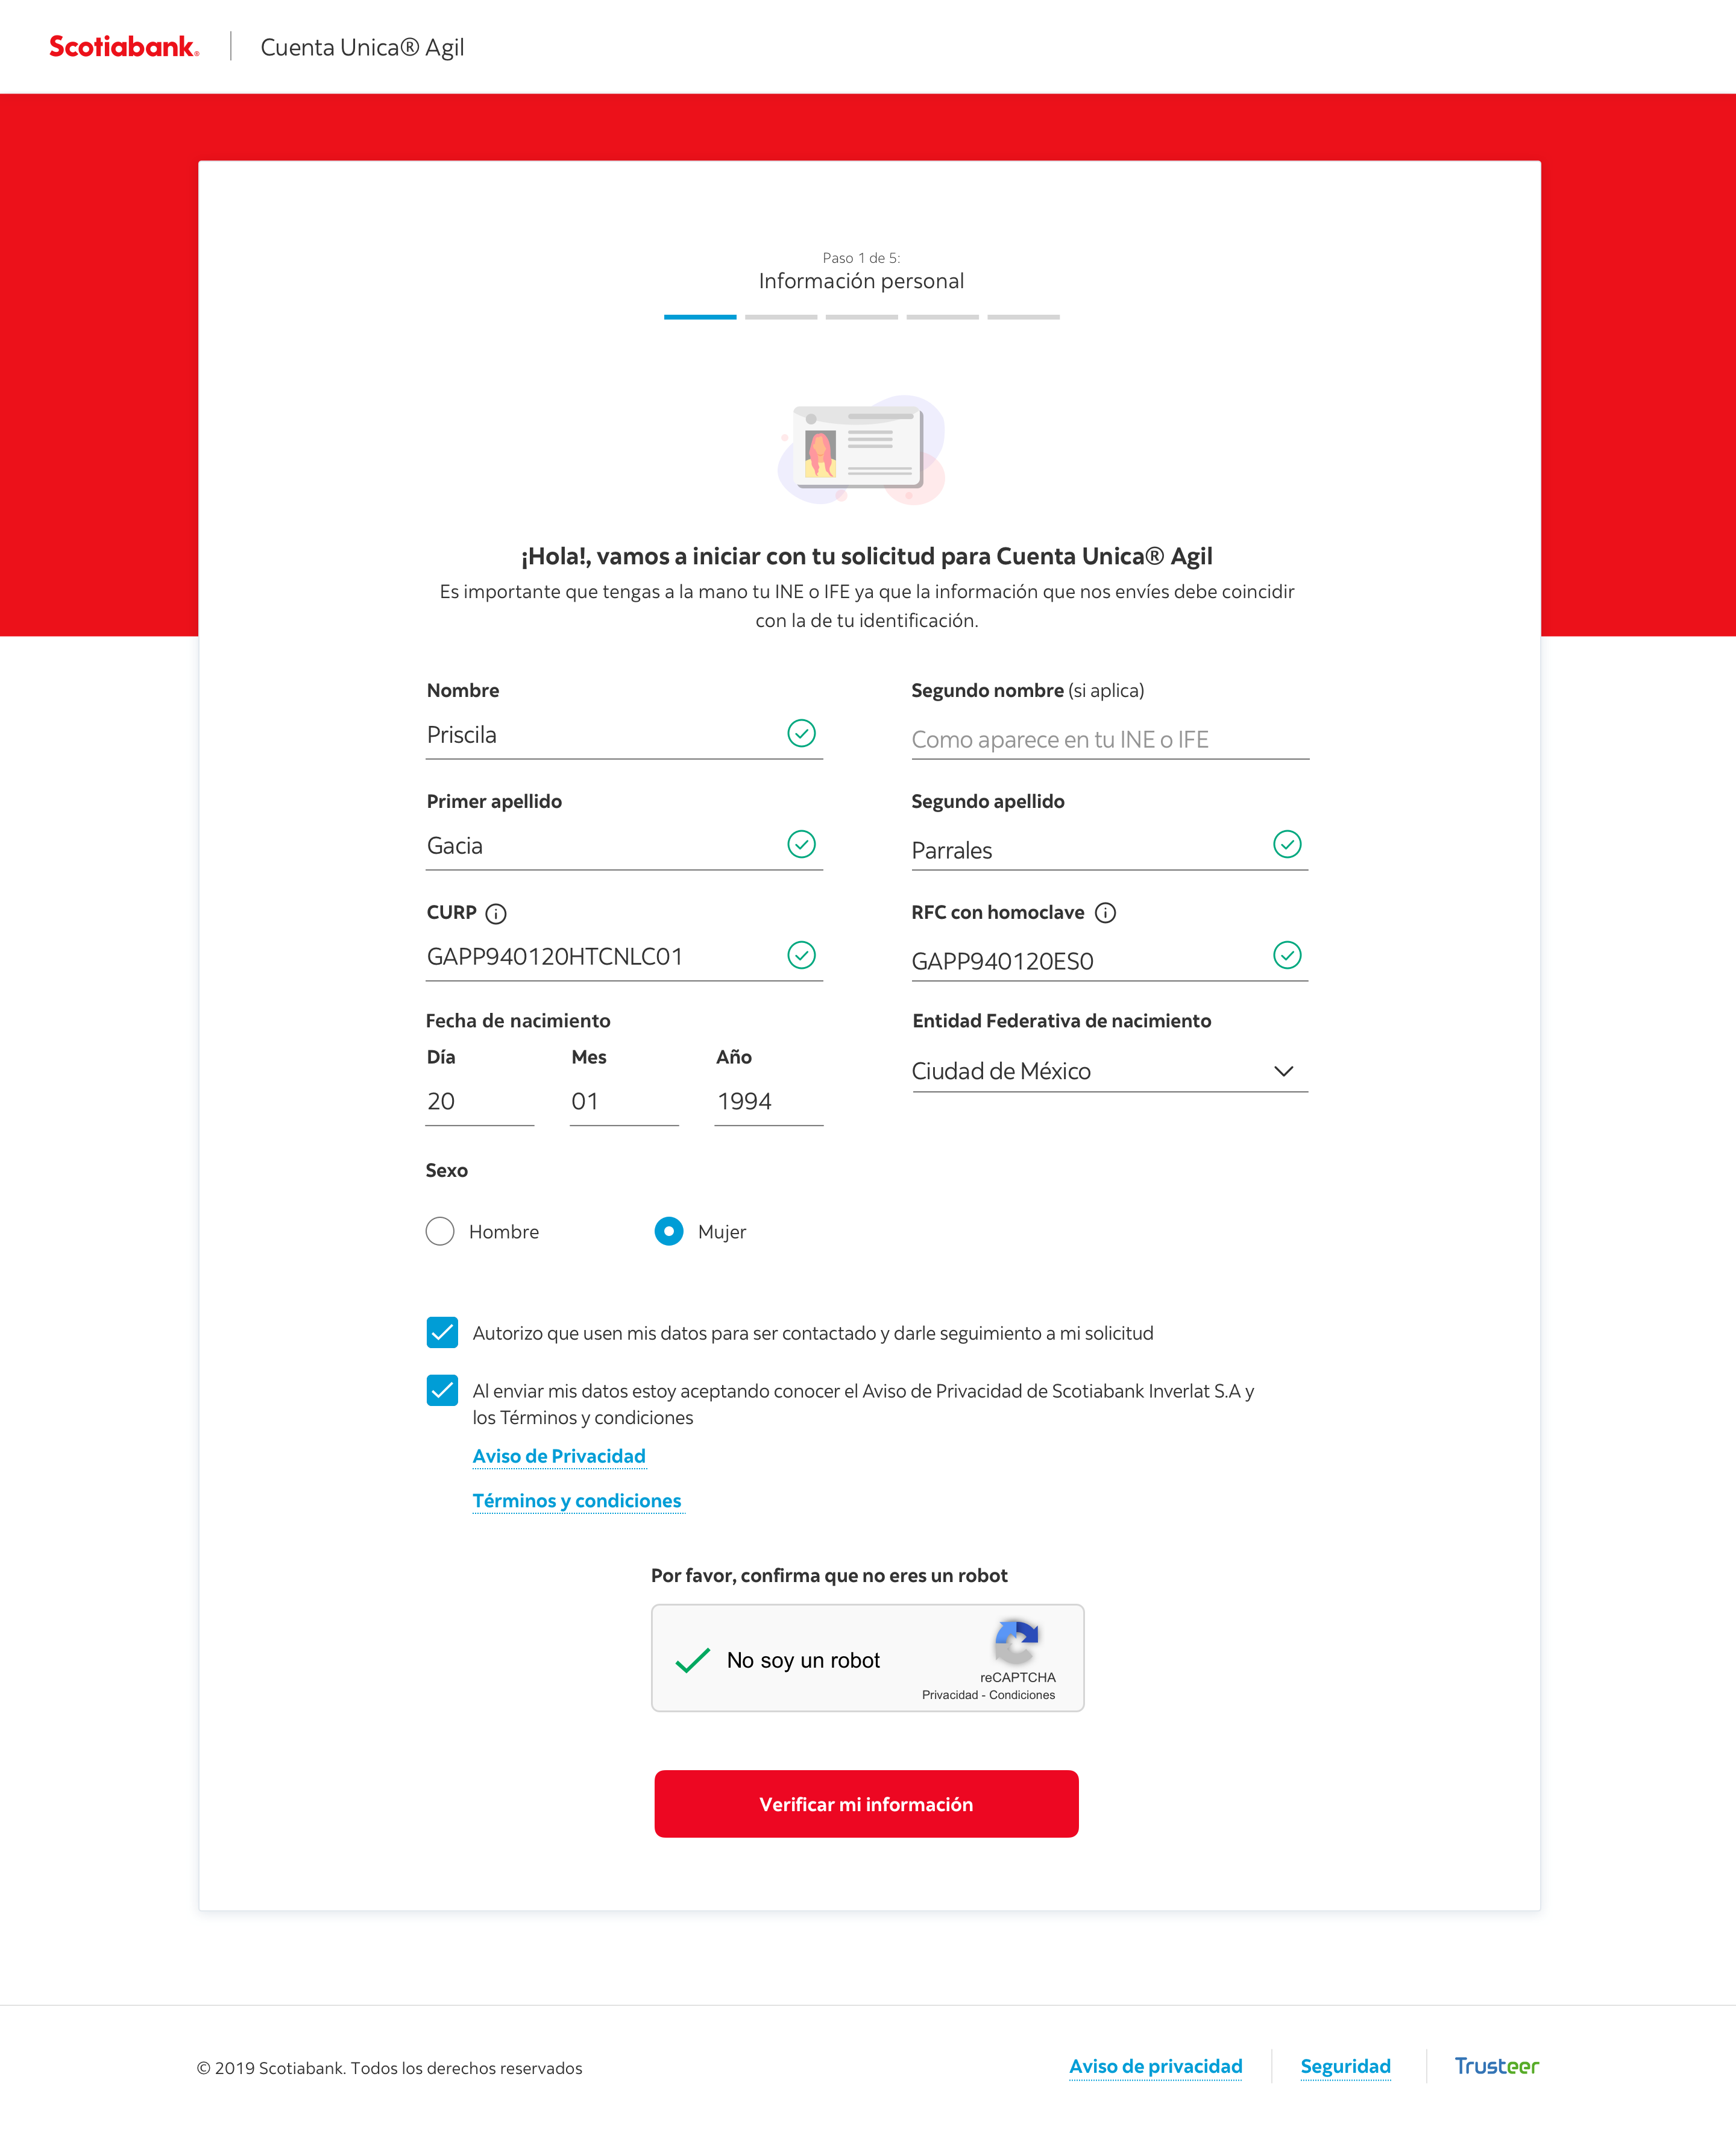 Scotiabank®
Cuenta Unica® Agil
Paso 1 de 5:
Información personal
¡Hola!, vamos a iniciar con tu solicitud para Cuenta Unica® Agil
Es importante que tengas a la mano tu INE o IFE ya que la información que nos envíes debe coincidir
con la de tu identificación.
Nombre
Priscila
Segundo nombre (si aplica)
Como aparece en tu INE o IFE
Primer apellido
Gacia
Segundo apellido
Parrales
CURP
GAPP940120HTCNLC01
RFC con homoclave
GAPP940120ES0
Fecha de nacimiento
Día Mes Año
20 01 1994
Entidad Federativa de nacimiento
Ciudad de México
Sexo
Hombre
Mujer
Autorizo que usen mis datos para ser contactado y darle seguimiento a mi solicitud
Al enviar mis datos estoy aceptando conocer el Aviso de Privacidad de Scotiabank Inverlat S.A y
los Términos y condiciones
Aviso de Privacidad
Términos y condiciones
Por favor, confirma que no eres un robot
No soy un robot
reCAPTCHA
Privacidad - Condiciones
Verificar mi información
© 2019 Scotiabank. Todos los derechos reservados
Aviso de privacidad
Seguridad
Trusteer